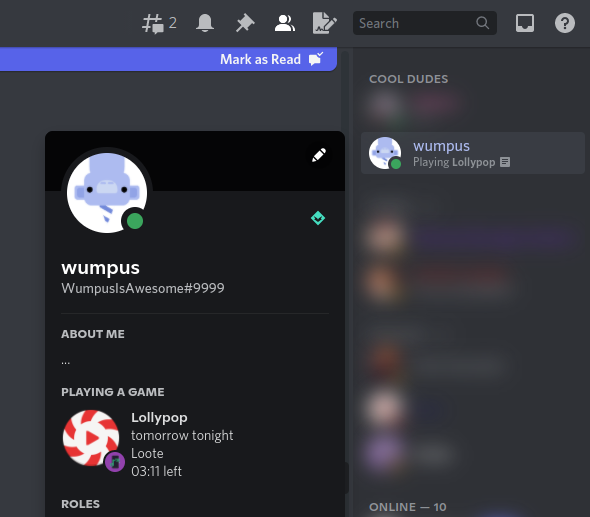 2
Search
Mark as Read
COOL DUDES
wumpus
Playing Lollypop
wumpus
WumpusIsAwesome#9999
ABOUT ME
...
PLAYING A GAME
Lollypop
tomorrow tonight
Loote
03:11 left
ROLES
ONLINE — 10